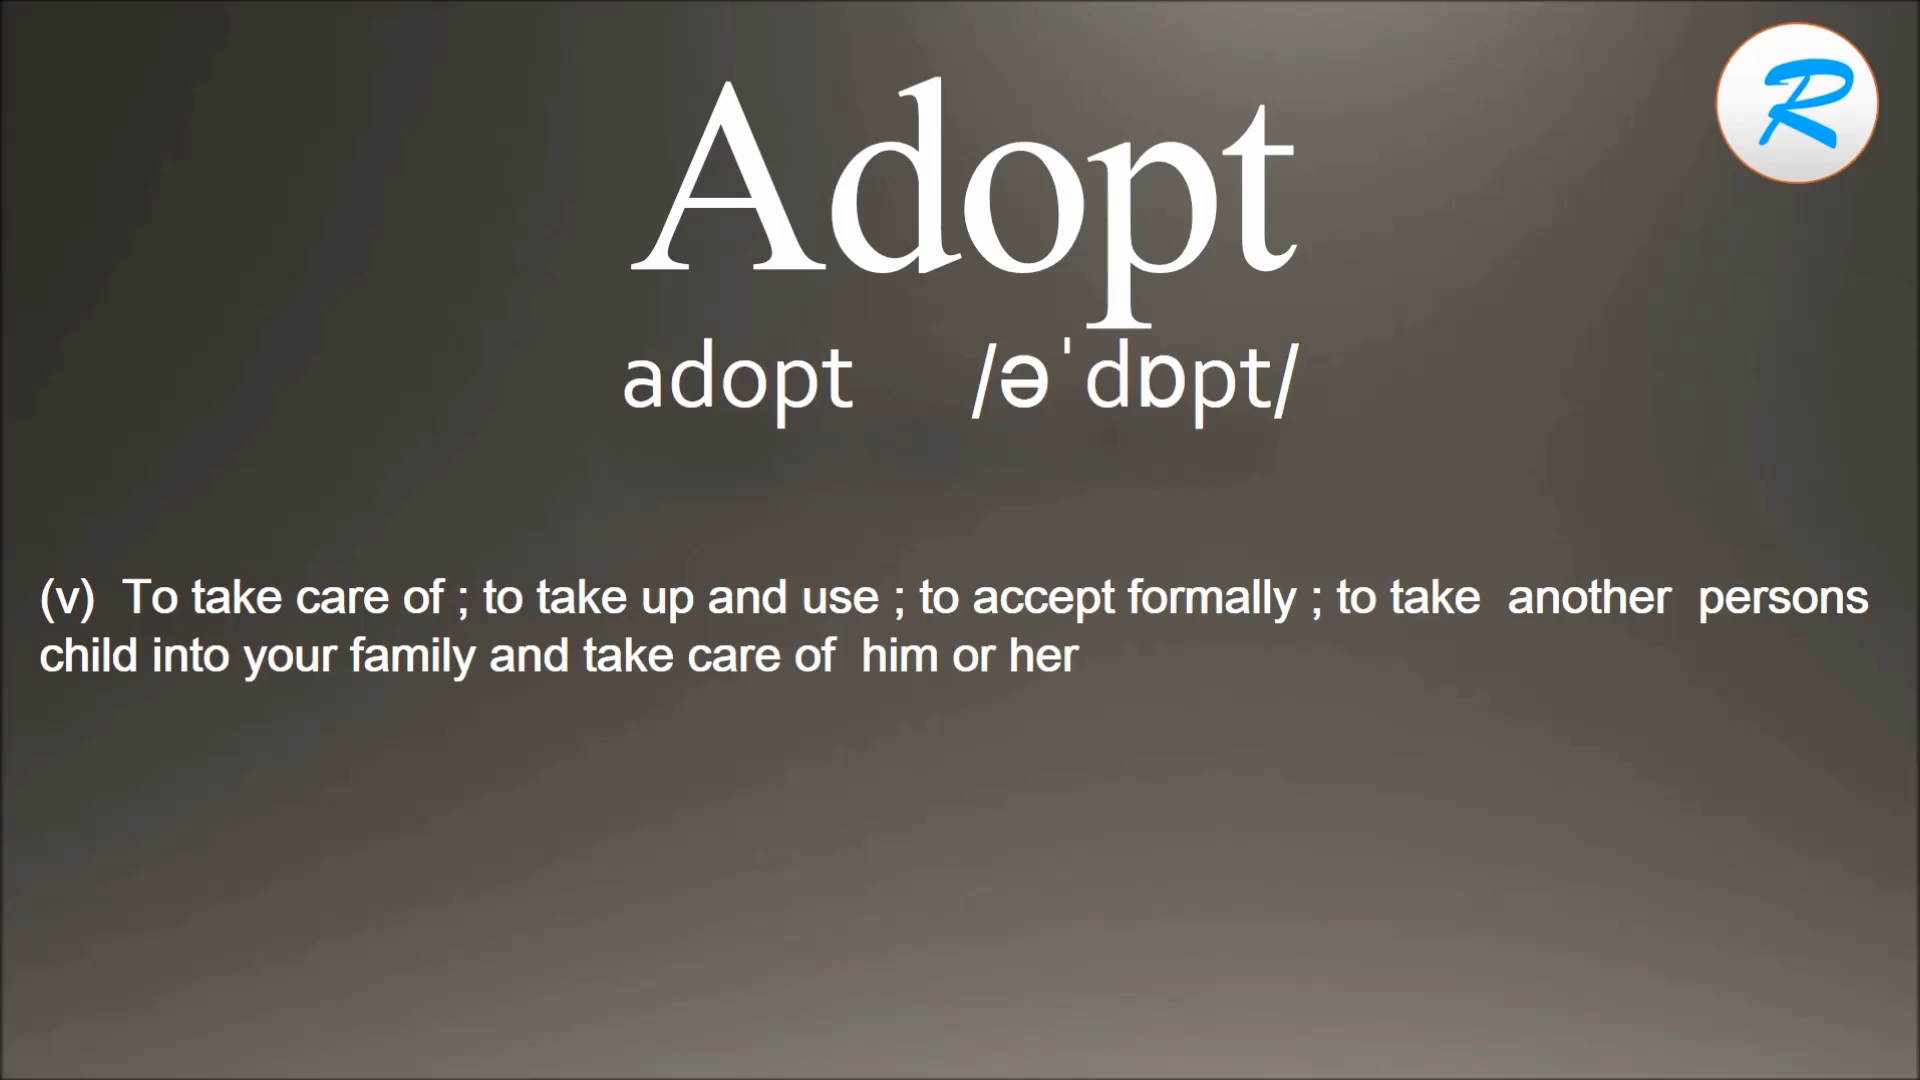 R
Adopt
adopt /əˈdɒpt/
(v) To take care of ; to take up and use ; to accept formally ; to take another persons
child into your family and take care of him or her